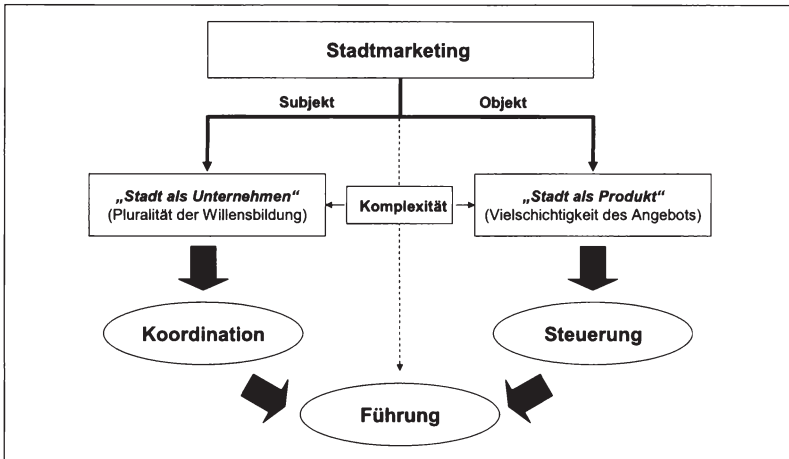 Stadtmarketing
Subjekt
Objekt
„Stadt als Unternehmen“
(Pluralität der Willensbildung)
Komplexität
„Stadt als Produkt“
(Vielschichtigkeit des Angebots)
Koordination
Steuerung
Führung